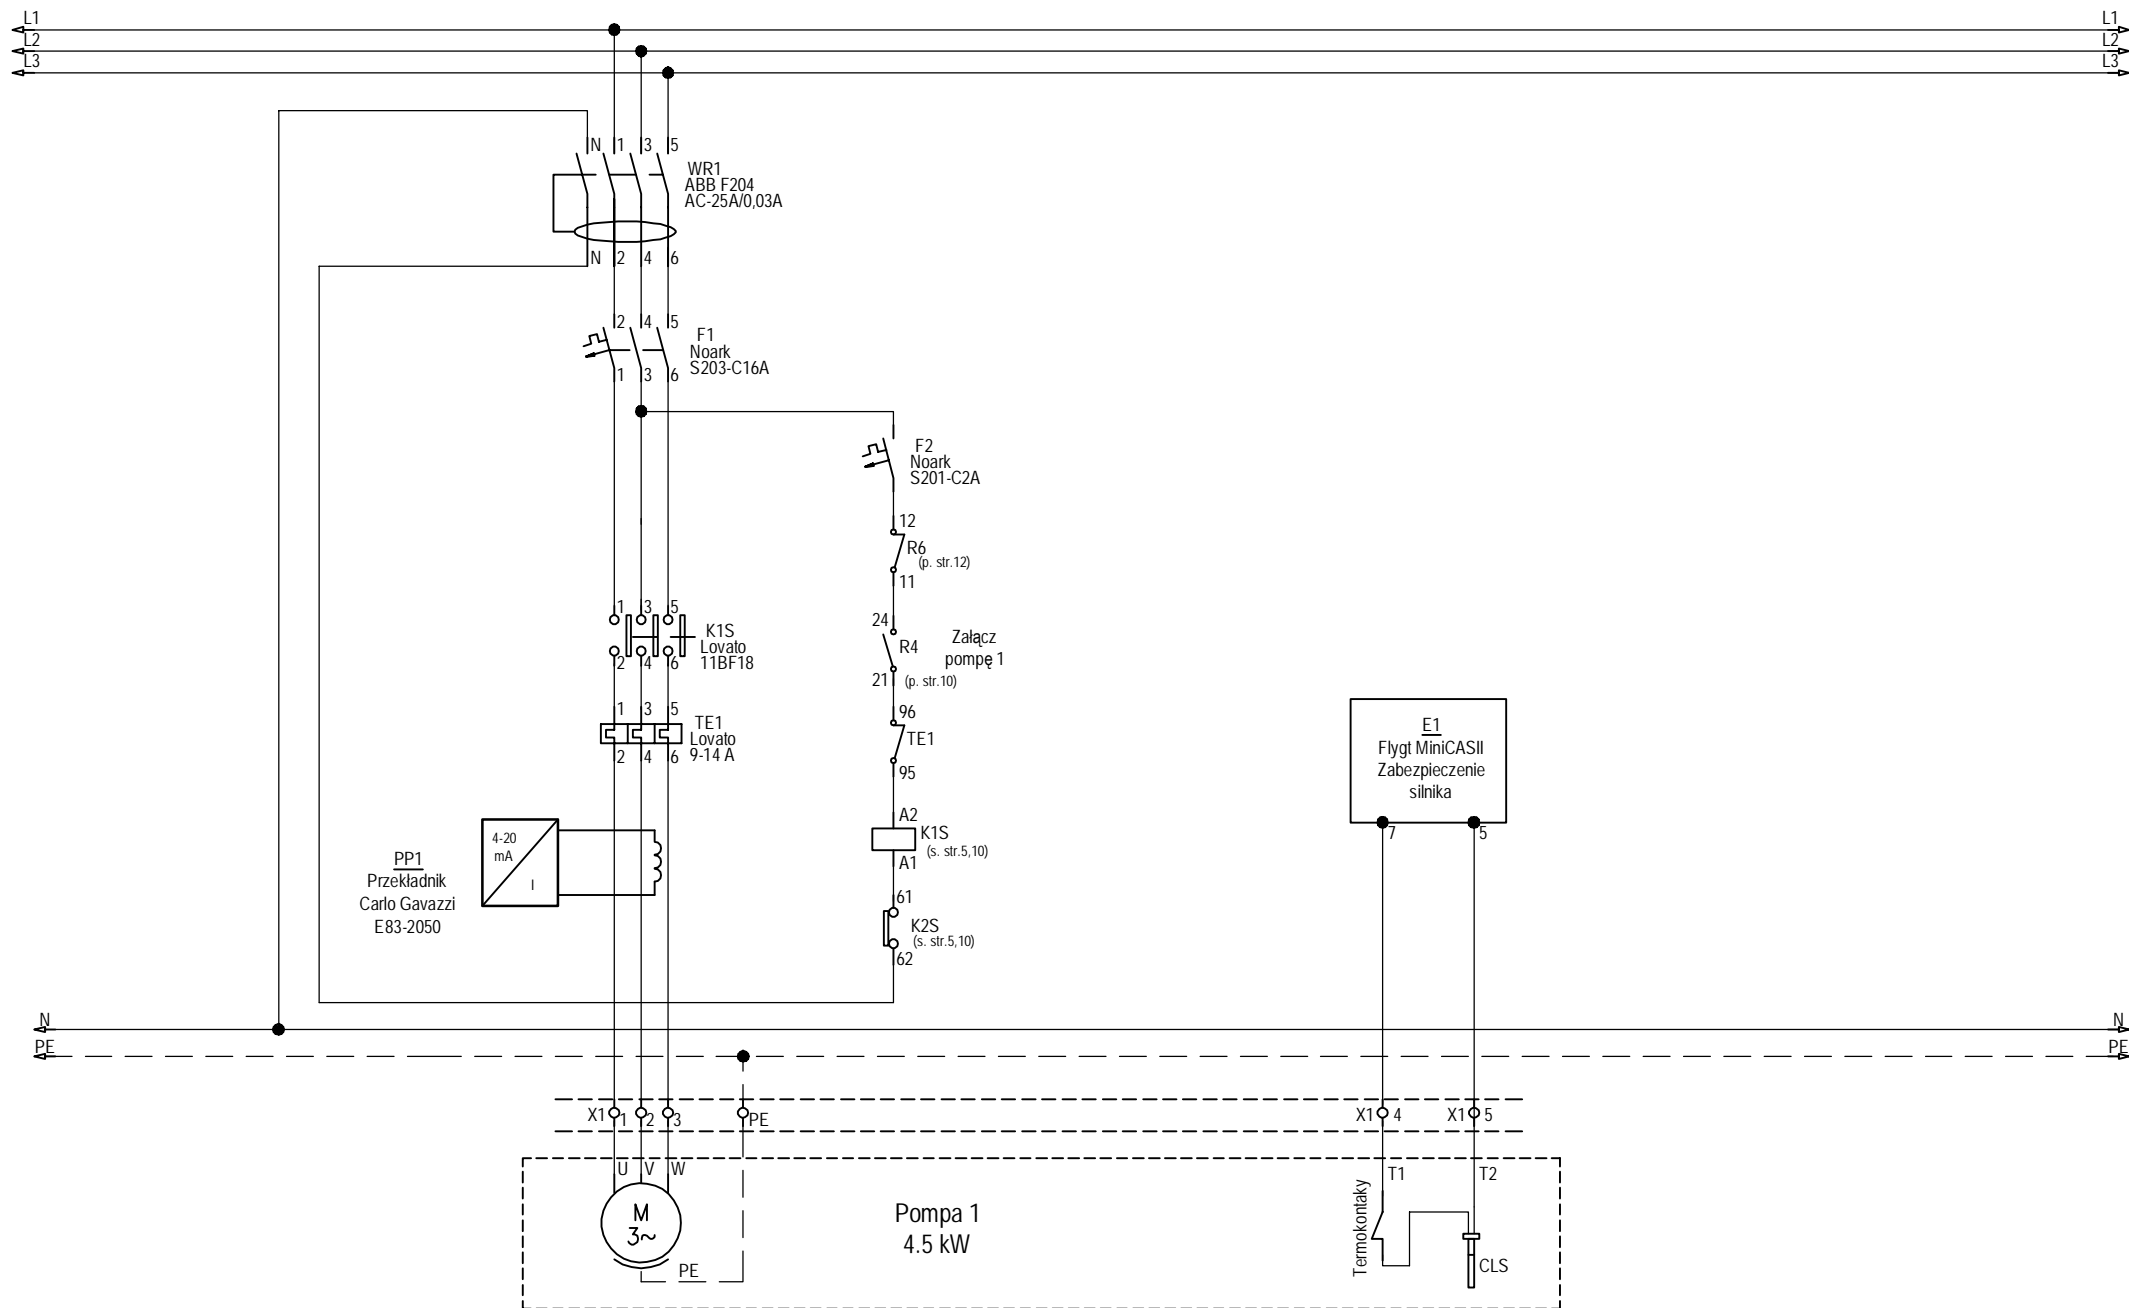 L1
L1
L2
L2
L3
L3
N 1 3 5
WR1
ABB F204
AC-25A/0,03A
N 2 4 6
2 4 5
F1
Noark
S203-C16A
1 3 6
F2
Noark
S201-C2A
12
R6
(p. str.12)
11
24
R4
Załącz
pompę 1
21 (p. str.10)
1 3 5
K1S
Lovato
11BF18
2 4 6
96
TE1
95
1 3 5
TE1
Lovato
9-14 A
2 4 6
E1
Flygt MiniCASII
Zabezpieczenie
silnika
7 5
A2
K1S
(s. str.5,10)
A1
4-20
mA
I
PP1
Przekładnik
Carlo Gavazzi
E83-2050
61
K2S
(s. str.5,10)
62
N
N
PE
PE
X1 1 2 3 PE
X1 4
X1 5
U V W
T1
T2
M
3~
PE
Pompa 1
4.5 kW
Termokontaky
CLS